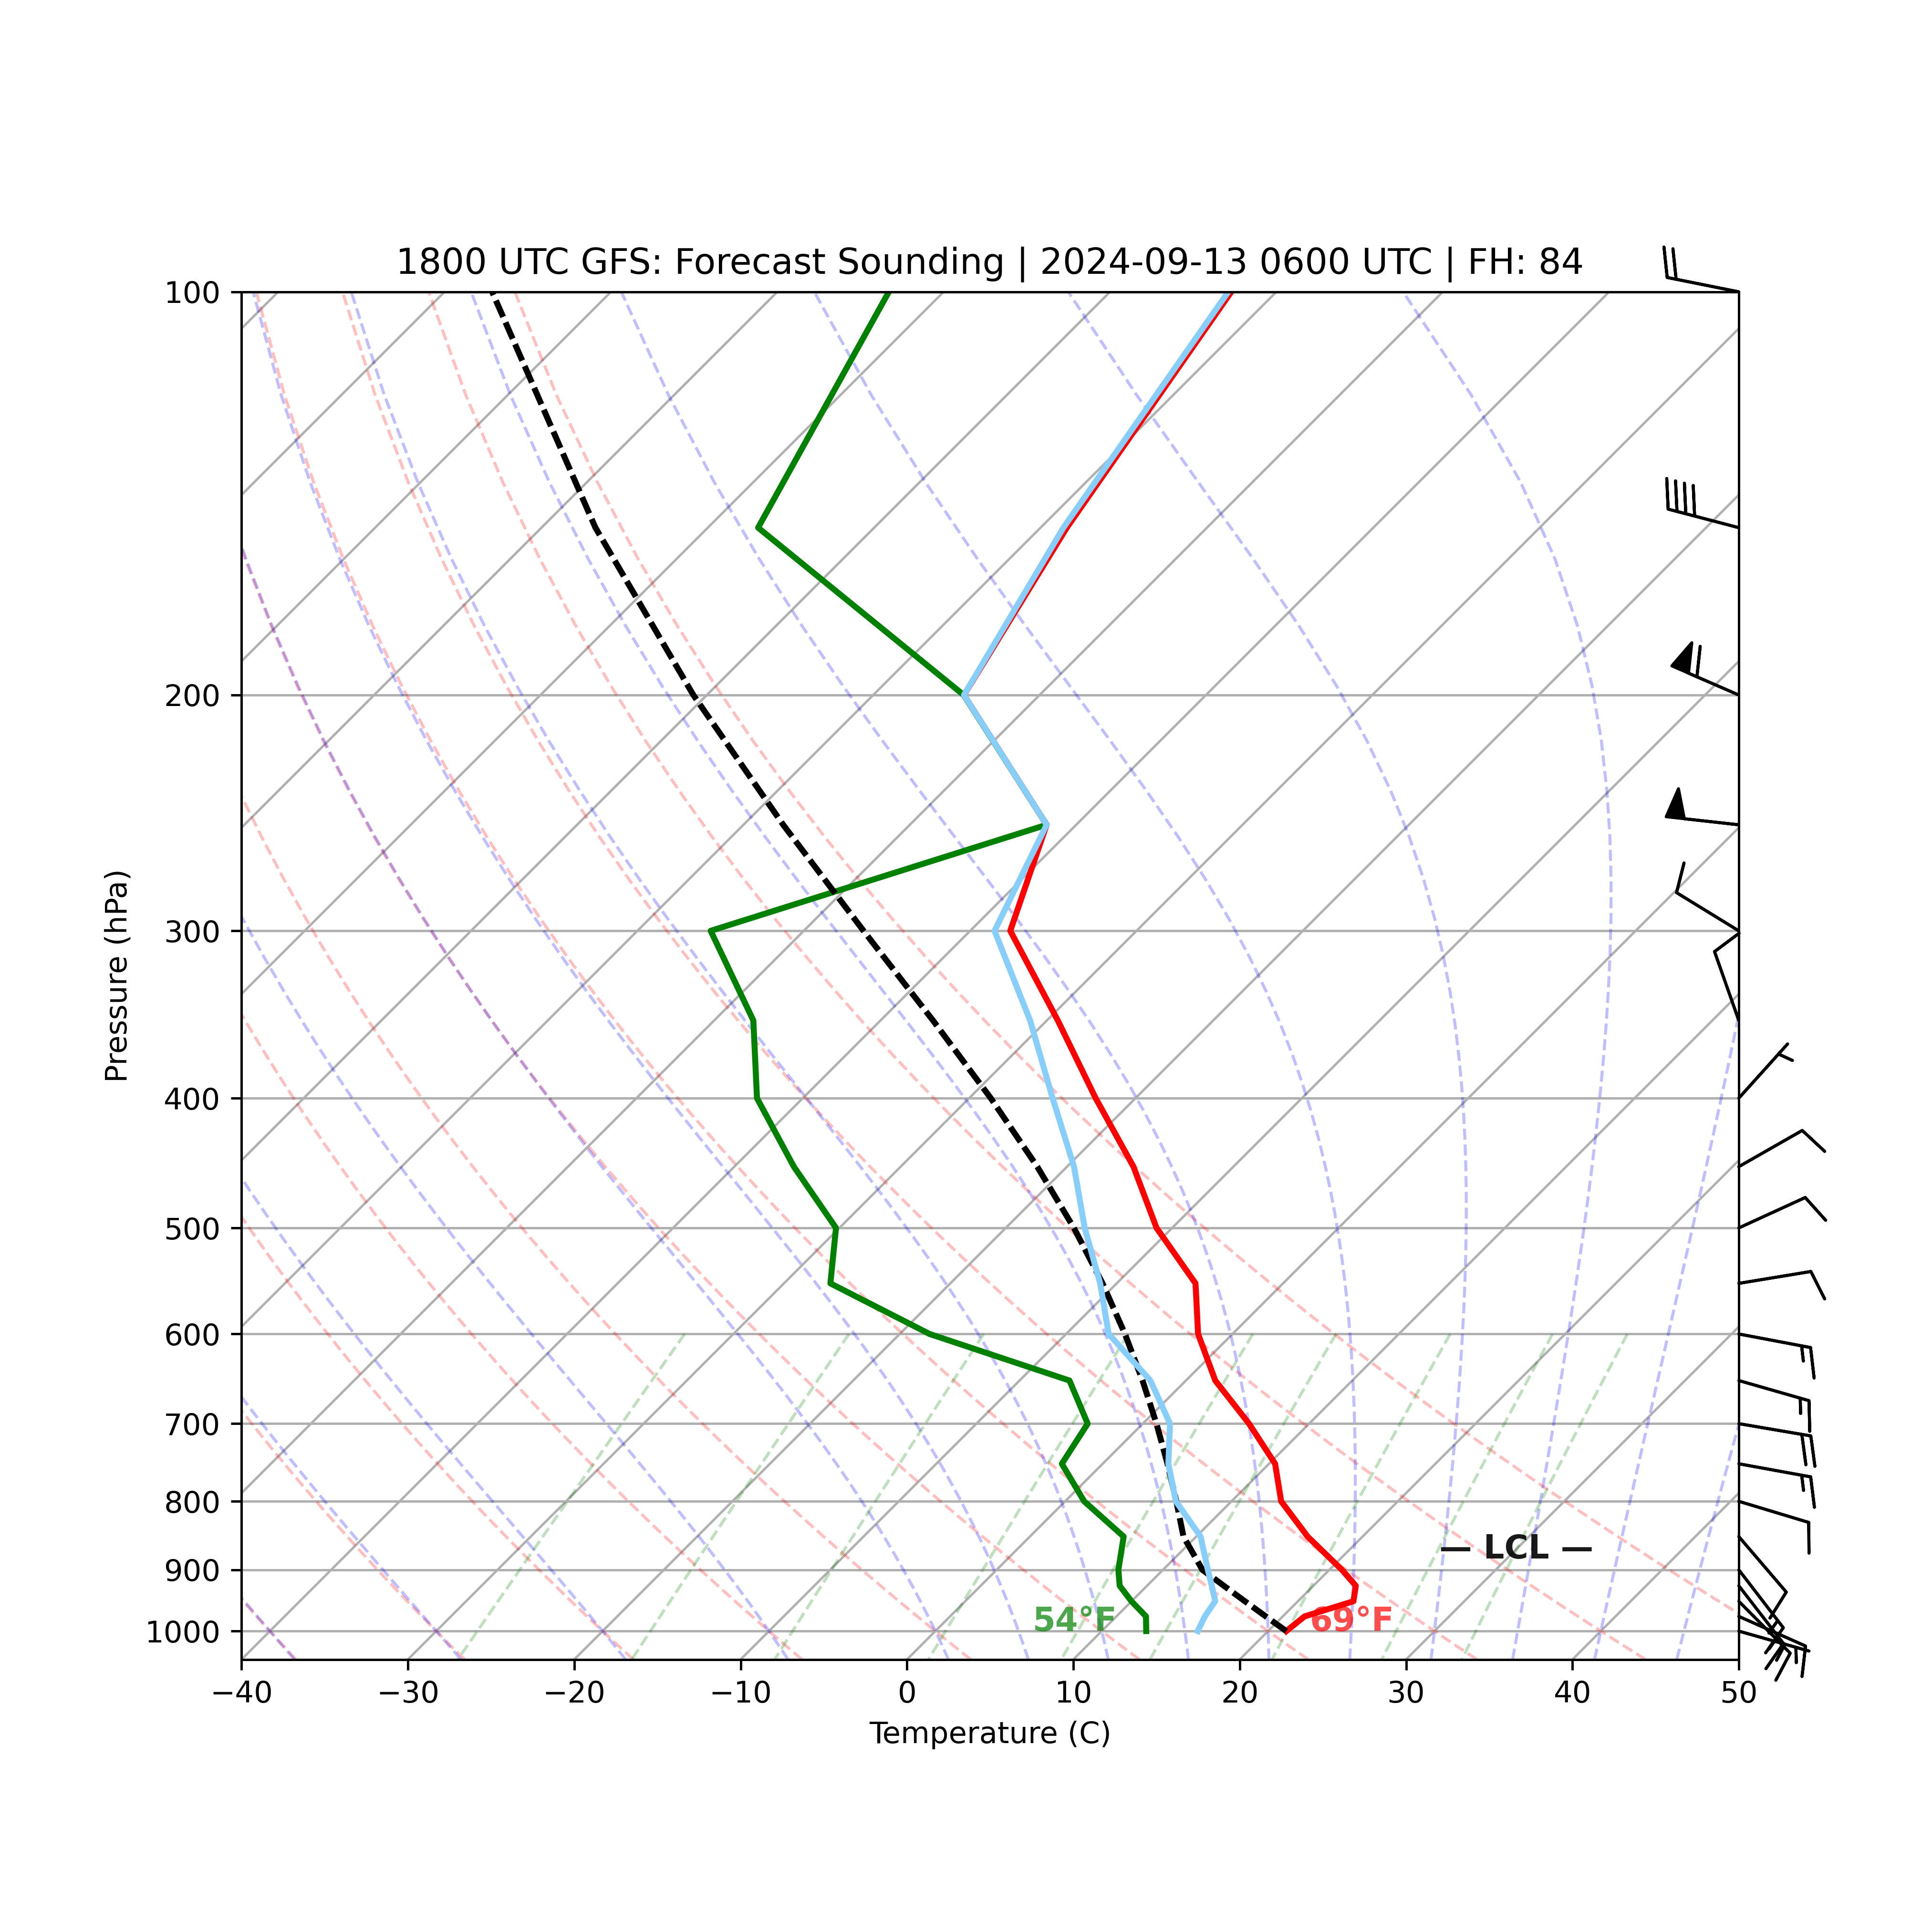 1800 UTC GFS: Forecast Sounding | 2024-09-13 0600 UTC | FH: 84
100
200
300
400
500
600
700
800
900
1000
Pressure (hPa)
— LCL —
54°F
69°F
−40 −30 −20 −10 0 10 20 30 40 50
Temperature (C)